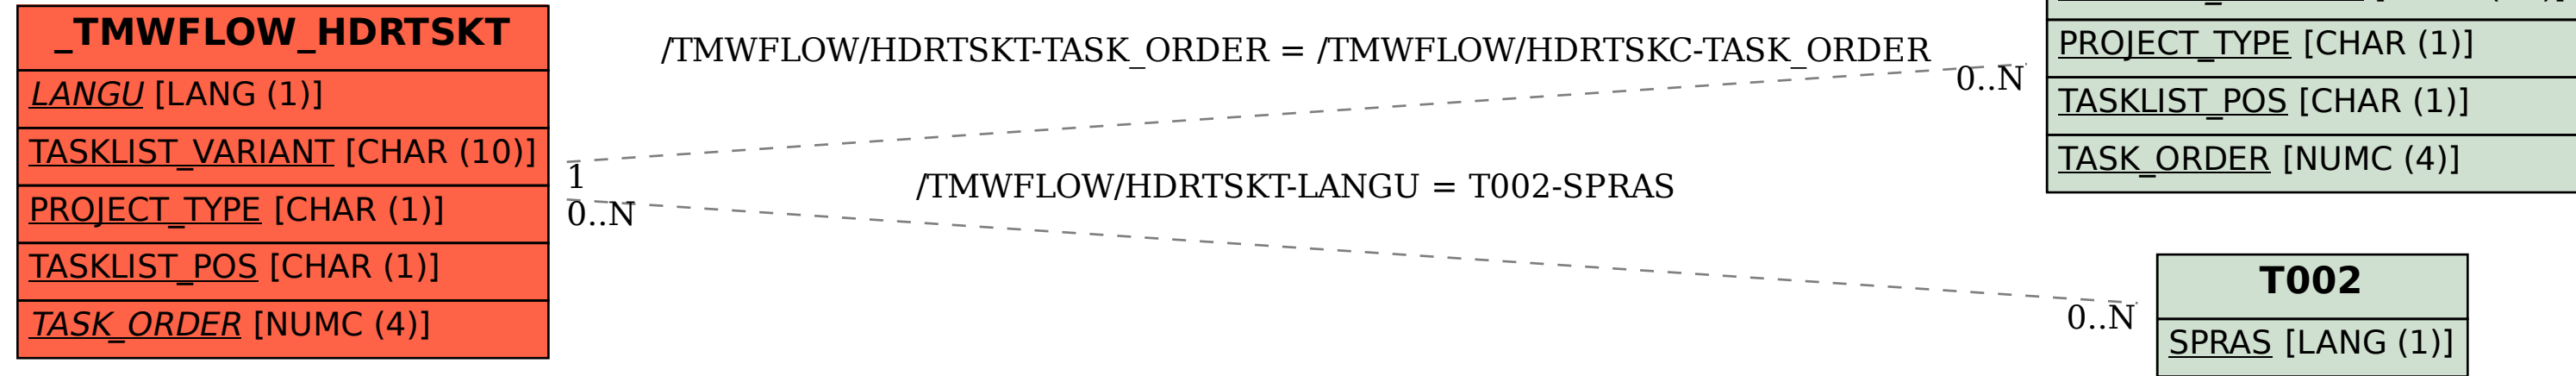 _TMWFLOW_HDRTSKT
LANGU [LANG (1)]
TASKLIST_VARIANT [CHAR (10)]
PROJECT_TYPE [CHAR (1)]
TASKLIST_POS [CHAR (1)]
TASK_ORDER [NUMC (4)]
/TMWFLOW/HDRTSKT-TASK_ORDER = /TMWFLOW/HDRTSKC-TASK_ORDER
0..N
1
/TMWFLOW/HDRTSKT-LANGU = T002-SPRAS
0..N
0..N
PROJECT_TYPE [CHAR (1)]
TASKLIST_POS [CHAR (1)]
TASK_ORDER [NUMC (4)]
T002
SPRAS [LANG (1)]